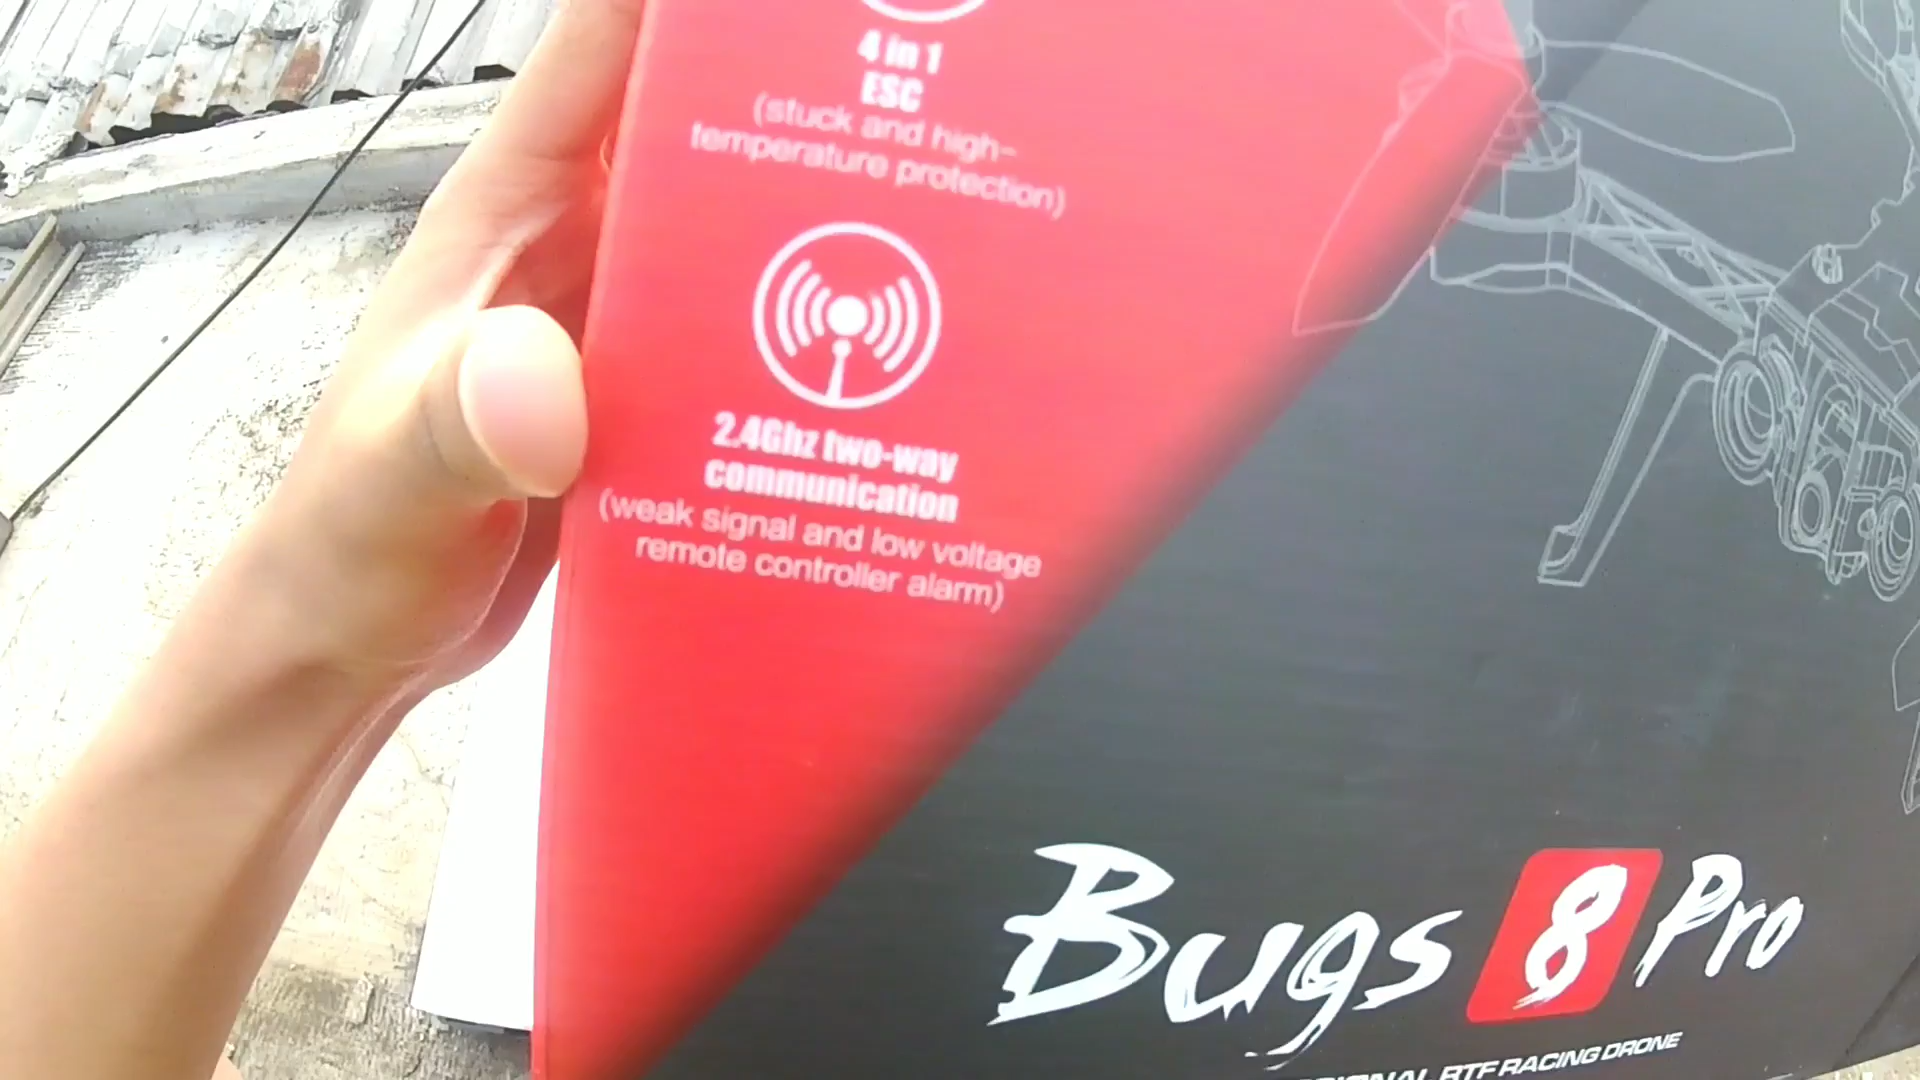 4 in 1
ESC
(stuck and high-
temperature protection)
2.4Ghz two-way
communication
(weak signal and low voltage
remote controller alarm)
Bugs 8 Pro
RTF RACING DRONE